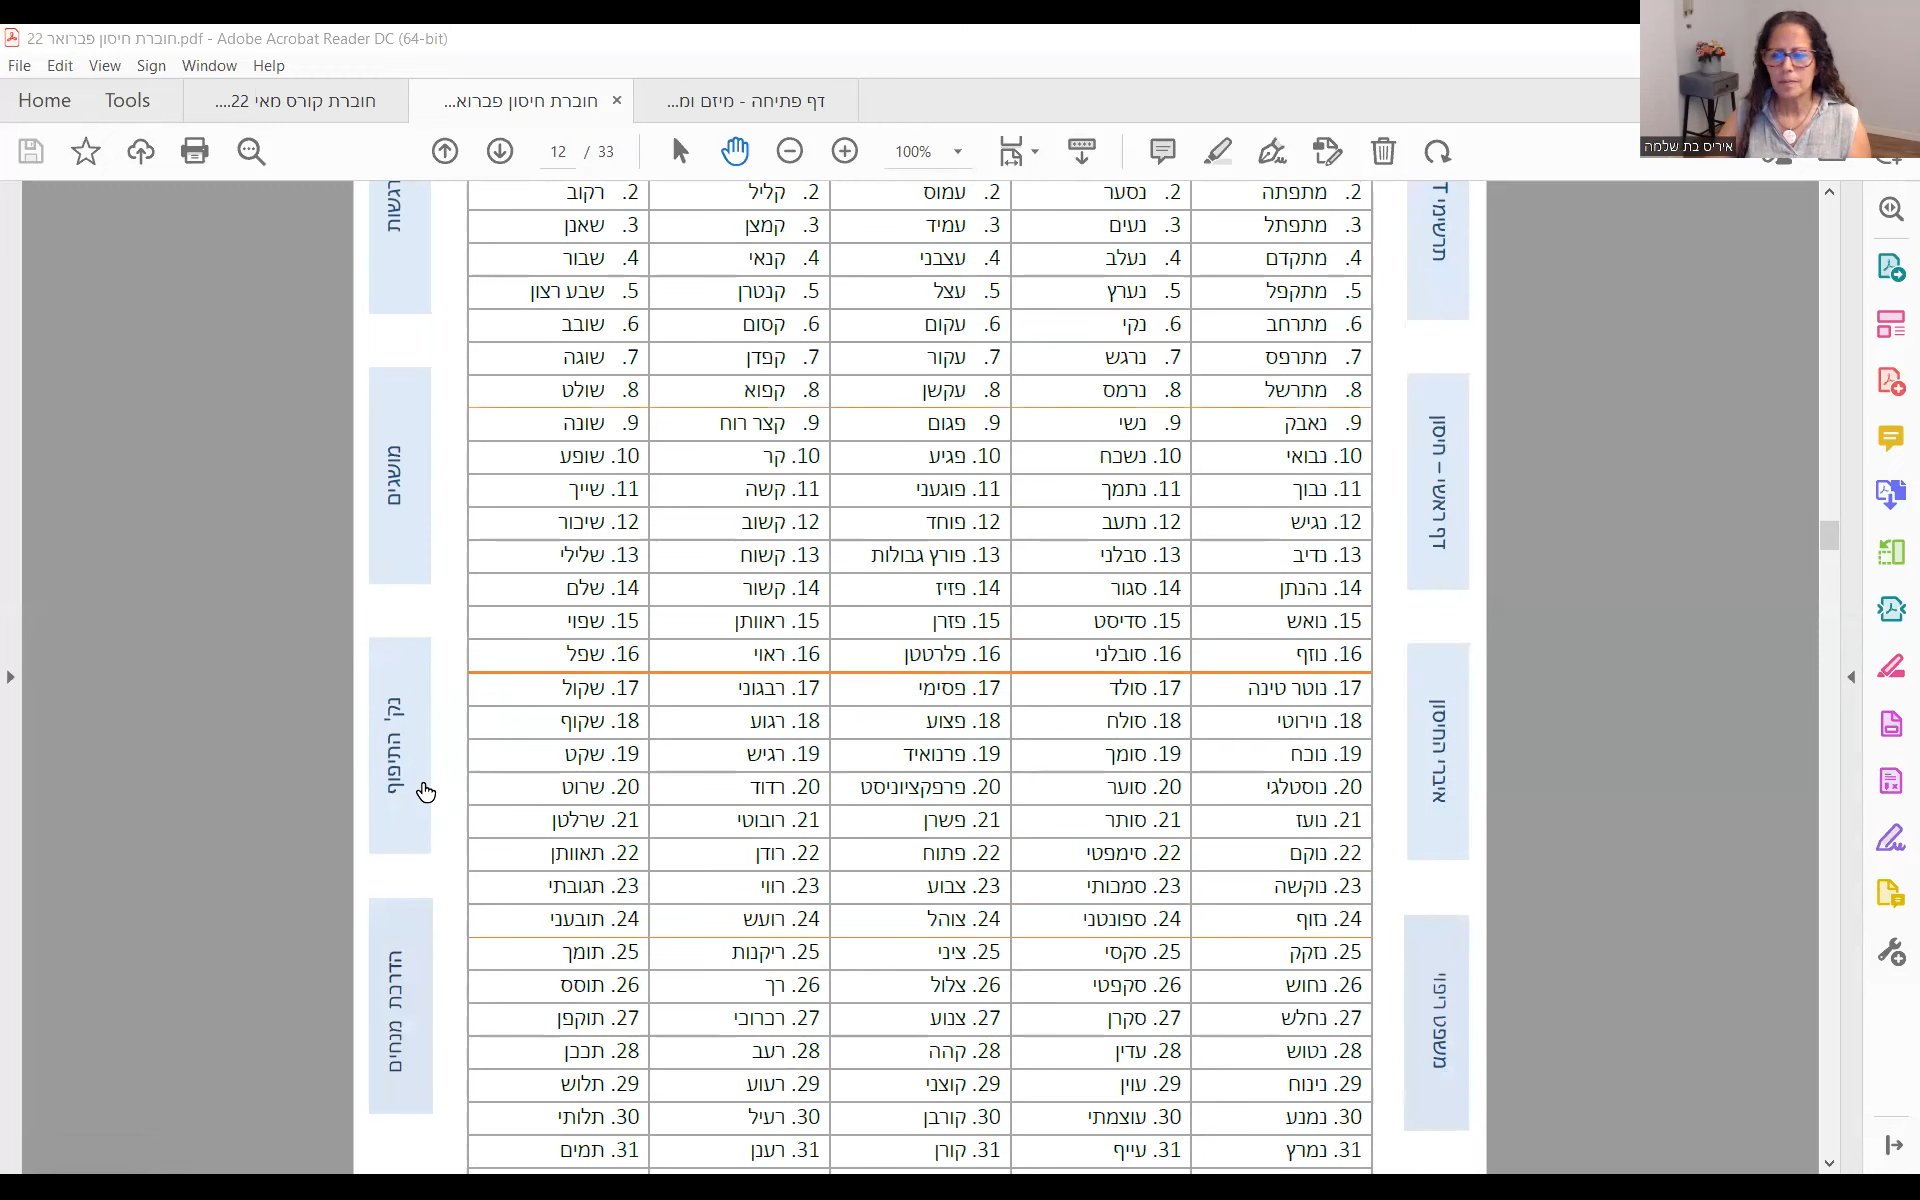 חוברת חיסון פברואר 22.pdf - Adobe Acrobat Reader DC (64-bit)
File Edit View Sign Window Help
Home Tools חוברת קורס מאי 22.... חוברת חיסון פברוא... × דף פתיחה - מיזם ומ...
12 / 33 100%
איריס בת שלמה
2. מתפתה 2. נסער 2. עמוס 2. קליל 2. רקוב
3. מתפתל 3. נעים 3. עמיד 3. קמצן 3. שאנן
4. מתקדם 4. נעלב 4. עצבני 4. קנאי 4. שבור
5. מתקפל 5. נערץ 5. עצל 5. קנטרן 5. שבע רצון
6. מתרחב 6. נקי 6. עקום 6. קסום 6. שובב
7. מתרפס 7. נרגש 7. עקור 7. קפדן 7. שוגה
8. מתרשל 8. נרמס 8. עקשן 8. קפוא 8. שולט
9. נאבק 9. נשי 9. פגום 9. קצר רוח 9. שונה
10. נבואי 10. נשכח 10. פגיע 10. קר 10. שופע
11. נבוך 11. נתמך 11. פוגעני 11. קשה 11. שייך
12. נגיש 12. נתעב 12. פוחד 12. קשוב 12. שיכור
13. נדיב 13. סבלני 13. פורץ גבולות 13. קשוח 13. שלילי
14. נהנתן 14. סגור 14. פזיז 14. קשור 14. שלם
15. נואש 15. סדיסט 15. פזרן 15. ראוותן 15. שפוי
16. נוזף 16. סובלני 16. פלרטטן 16. ראוי 16. שפל
17. נוטר טינה 17. סולד 17. פסימי 17. רבגוני 17. שקול
18. נוירוטי 18. סולח 18. פצוע 18. רגוע 18. שקוף
19. נוכח 19. סומך 19. פרנואיד 19. רגיש 19. שקט
20. נוסטלגי 20. סוער 20. פרפקציוניסט 20. רדוד 20. שרוט
21. נועז 21. סותר 21. פשרן 21. רובוטי 21. שרלטן
22. נוקם 22. סימפטי 22. פתוח 22. רודן 22. תאוותן
23. נוקשה 23. סמכותי 23. צבוע 23. רווי 23. תגובתי
24. נזוף 24. ספונטני 24. צוהל 24. רועש 24. תובעני
25. נזקק 25. סקסי 25. ציני 25. ריקנות 25. תומך
26. נחוש 26. סקפטי 26. צלול 26. רך 26. תוסס
27. נחלש 27. סקרן 27. צנוע 27. רכרוכי 27. תוקפן
28. נטוש 28. עדין 28. קהה 28. רעב 28. תככן
29. נינוח 29. עוין 29. קוצני 29. רעוע 29. תלוש
30. נמנע 30. עוצמתי 30. קורבן 30. רעיל 30. תלותי
31. נמרץ 31. עייף 31. קורן 31. רענן 31. תמים
דף ראשי – חיסון
איברי החיסון
משפט ריפוי
רגשות
מושגים
נק' התיפוף
הדרכת מנחים